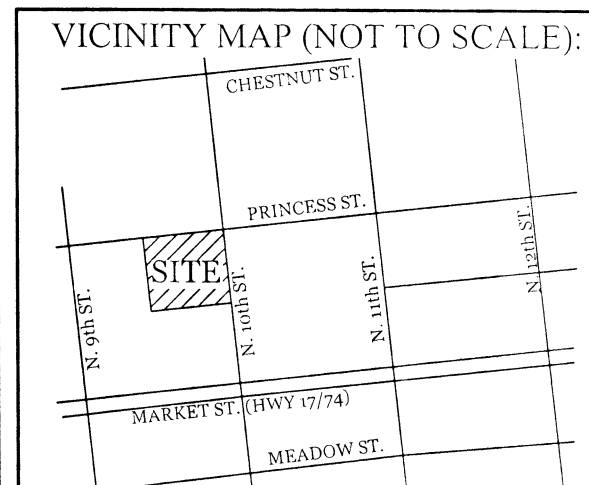 VICINITY MAP (NOT TO SCALE):
CHESTNUT ST.
PRINCESS ST.
SITE
N. 9th ST.
N. 10th ST.
N. 11th ST.
N. 12th ST.
MARKET ST. (HWY 17/74)
MEADOW ST.